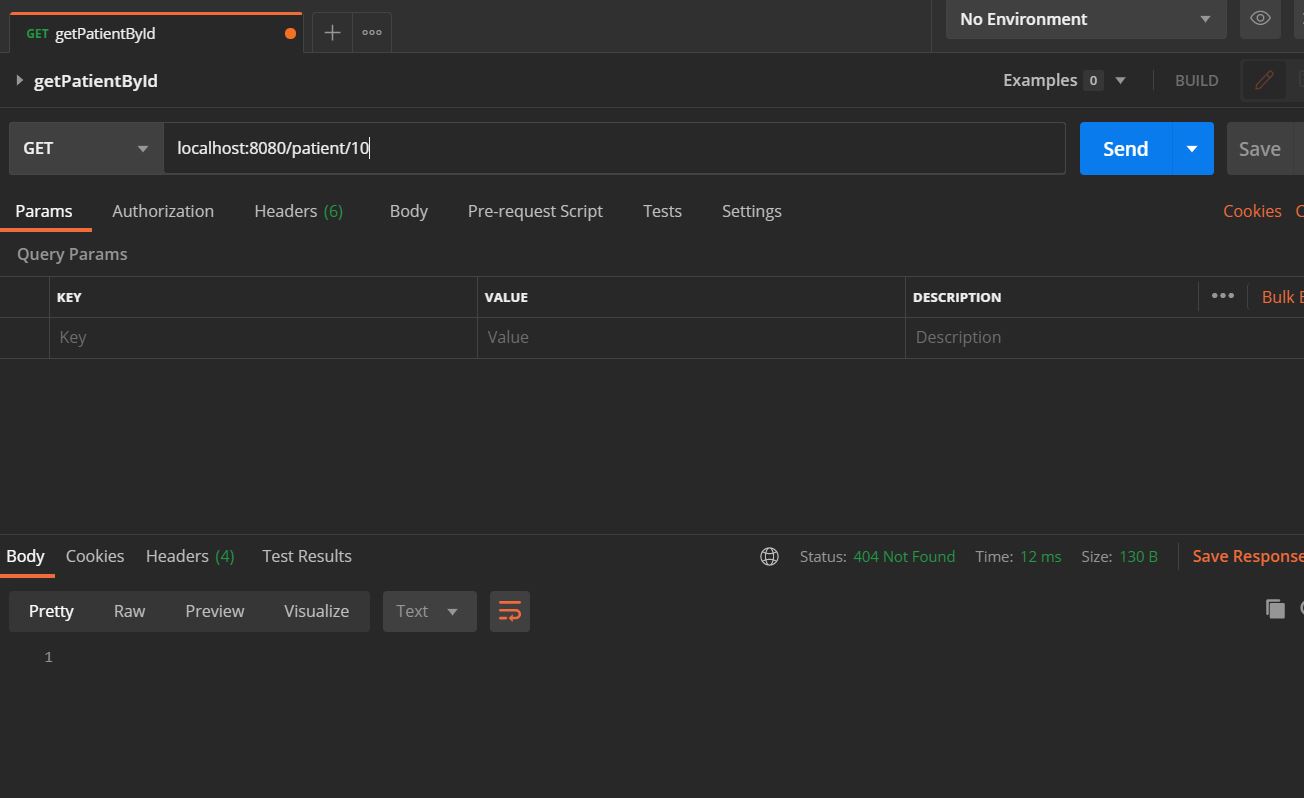 GET getPatientById No Environment
getPatientById Examples 0 BUILD
GET localhost:8080/patient/10 Send Save
Params Authorization Headers (6) Body Pre-request Script Tests Settings Cookies
Query Params
KEY VALUE DESCRIPTION ••• Bulk
Key Value Description
Body Cookies Headers (4) Test Results Status: 404 Not Found Time: 12 ms Size: 130 B Save Response
Pretty Raw Preview Visualize Text
1